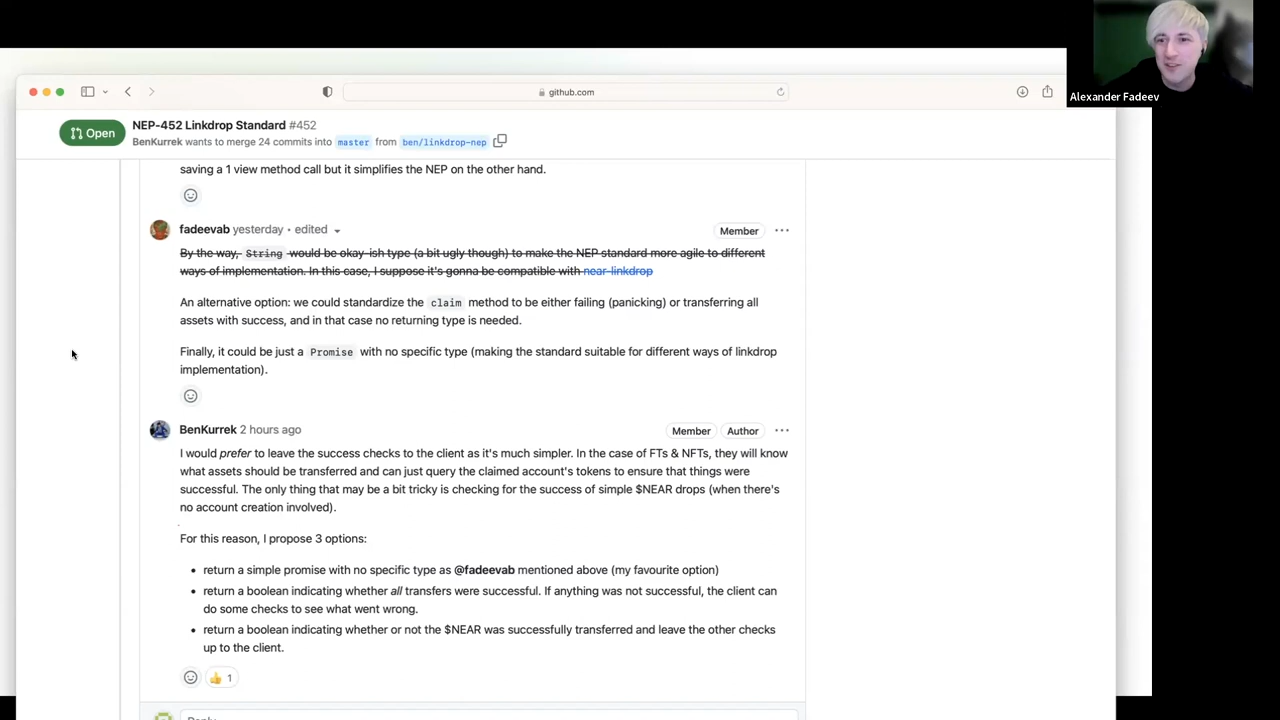 Alexander Fadeev
github.com
Open
NEP-452 Linkdrop Standard #452
BenKurrek wants to merge 24 commits into master from ben/linkdrop-nep
saving a 1 view method call but it simplifies the NEP on the other hand.
fadeevab yesterday • edited
Member
By the way, String would be okay-ish type (a bit ugly though) to make the NEP standard more agile to different
ways of implementation. In this case, I suppose it's gonna be compatible with near-linkdrop
An alternative option: we could standardize the claim method to be either failing (panicking) or transferring all
assets with success, and in that case no returning type is needed.
Finally, it could be just a Promise with no specific type (making the standard suitable for different ways of linkdrop
implementation).
BenKurrek 2 hours ago
Member Author
I would prefer to leave the success checks to the client as it's much simpler. In the case of FTs & NFTs, they will know
what assets should be transferred and can just query the claimed account's tokens to ensure that things were
successful. The only thing that may be a bit tricky is checking for the success of simple $NEAR drops (when there's
no account creation involved).
For this reason, I propose 3 options:
• return a simple promise with no specific type as @fadeevab mentioned above (my favourite option)
• return a boolean indicating whether all transfers were successful. If anything was not successful, the client can
do some checks to see what went wrong.
• return a boolean indicating whether or not the $NEAR was successfully transferred and leave the other checks
up to the client.
👍 1